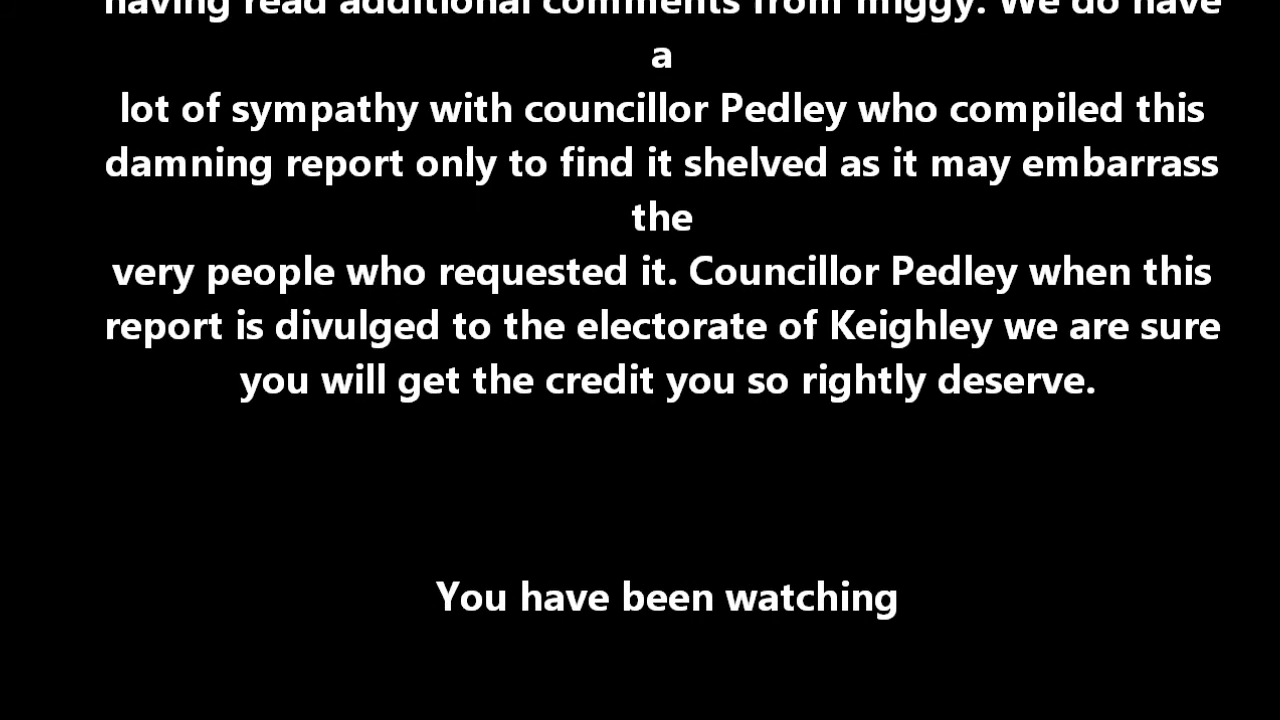 having read additional comments from miggy. We do have
a
lot of sympathy with councillor Pedley who compiled this
damning report only to find it shelved as it may embarrass
the
very people who requested it. Councillor Pedley when this
report is divulged to the electorate of Keighley we are sure
you will get the credit you so rightly deserve.
You have been watching